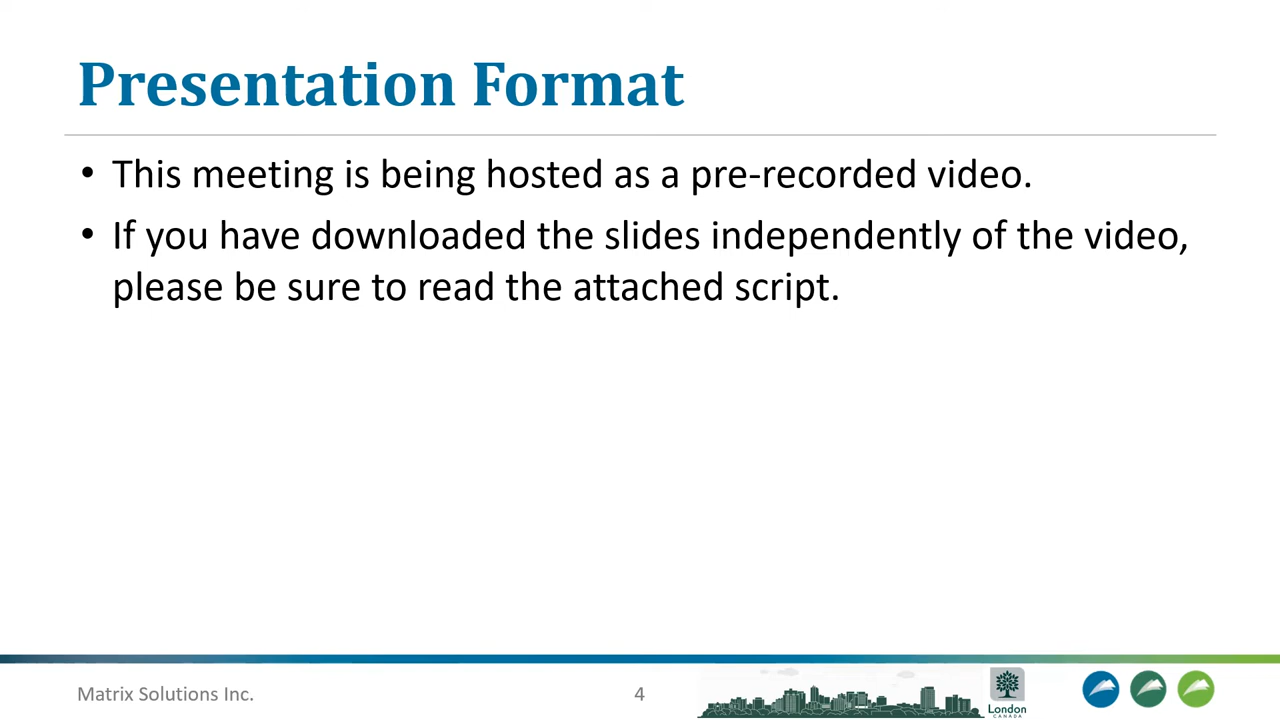 Presentation Format
• This meeting is being hosted as a pre-recorded video.
• If you have downloaded the slides independently of the video,
please be sure to read the attached script.
Matrix Solutions Inc.
4
London
CANADA